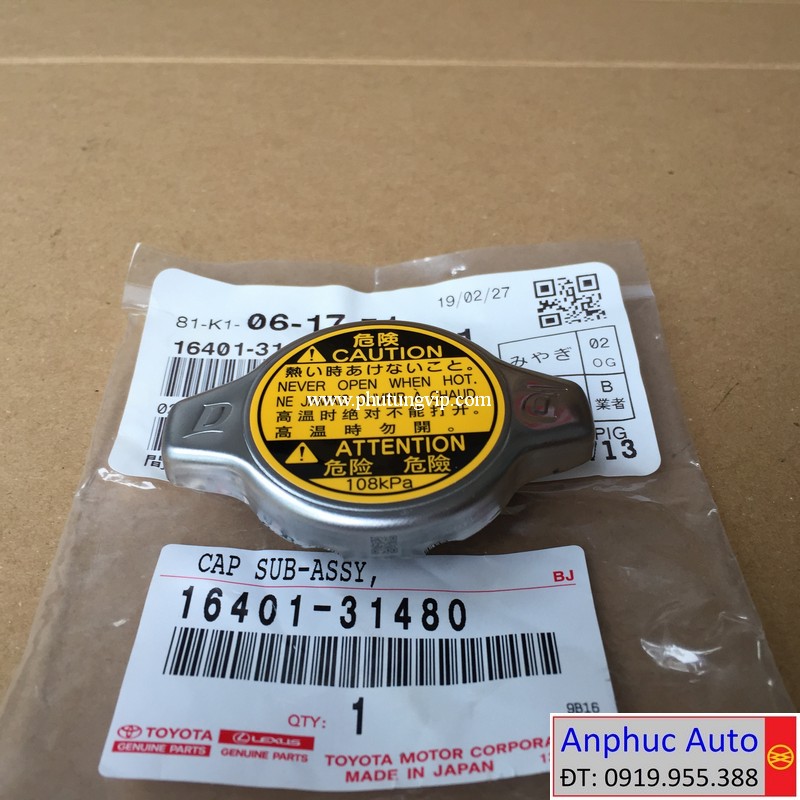 19/02/27
81-K1- 06-17
16401-31
みやぎ
02
OG
B
業者
PIG
13
危険
CAUTION
熱い時あけないこと。
NEVER OPEN WHEN HOT.
NE J CHAUD
www.phutungvip.com
高温时绝对不能打开。
高温時勿開。
ATTENTION
危险 危險
108kPa
CAP SUB-ASSY,
BJ
16401-31480
QTY: 1
9B16
TOYOTA
GENUINE PARTS
LEXUS
GENUINE PARTS
TOYOTA MOTOR CORPORA
MADE IN JAPAN
Anphuc Auto
ĐT: 0919.955.388